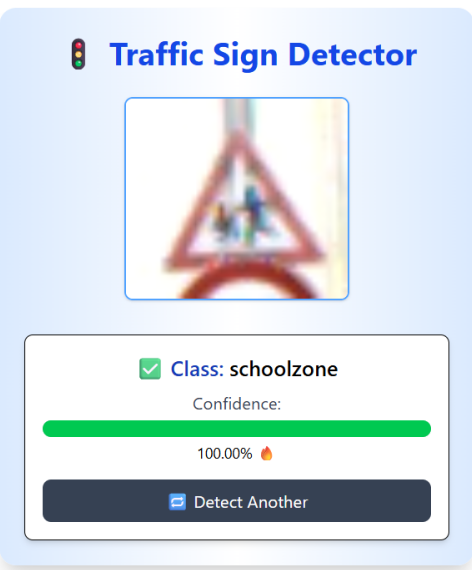 Traffic Sign Detector
Class: schoolzone
Confidence:
100.00%
Detect Another